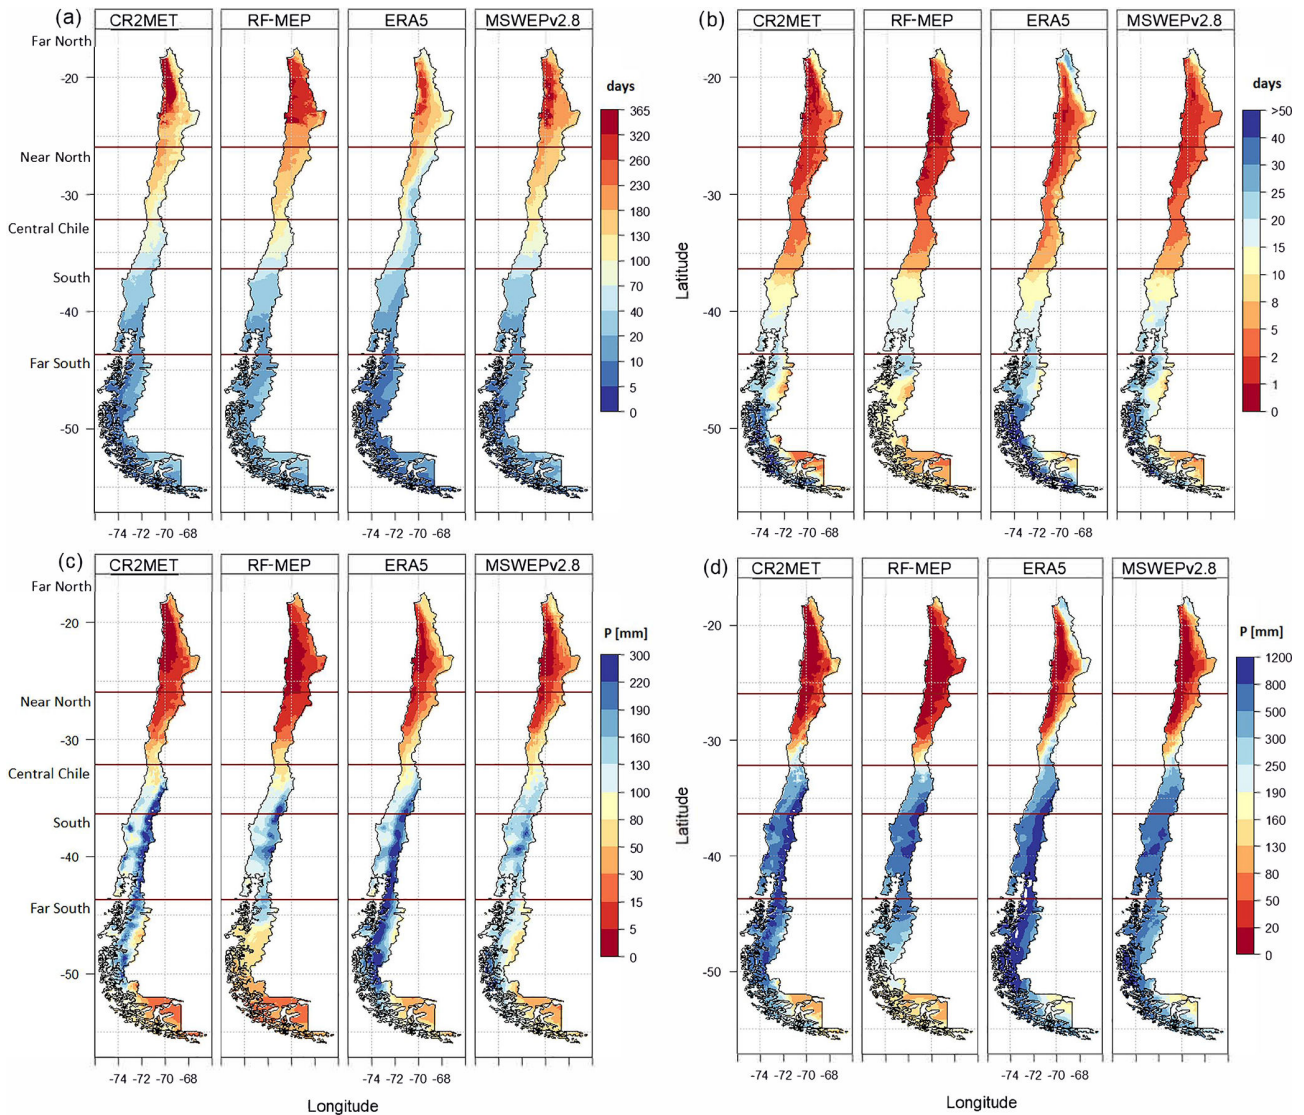 (a)
CR2MET RF-MEP ERA5 MSWEPv2.8
Far North
-20
Near North
-30
Central Chile
South
-40
Far South
-50
-74 -72 -70 -68
-74 -72 -70 -68
days
365
320
260
230
180
130
100
70
40
20
10
5
0
(b)
CR2MET RF-MEP ERA5 MSWEPv2.8
-20
-30
-40
-50
Latitude
-74 -72 -70 -68
-74 -72 -70 -68
days
>50
40
30
25
20
15
10
8
5
2
1
0
(c)
CR2MET RF-MEP ERA5 MSWEPv2.8
Far North
-20
Near North
-30
Central Chile
South
-40
Far South
-50
-74 -72 -70 -68
-74 -72 -70 -68
Longitude
P [mm]
300
220
190
160
130
100
80
50
30
15
5
0
(d)
CR2MET RF-MEP ERA5 MSWEPv2.8
-20
-30
-40
-50
Latitude
-74 -72 -70 -68
-74 -72 -70 -68
Longitude
P [mm]
1200
800
500
300
250
190
160
130
80
50
20
0